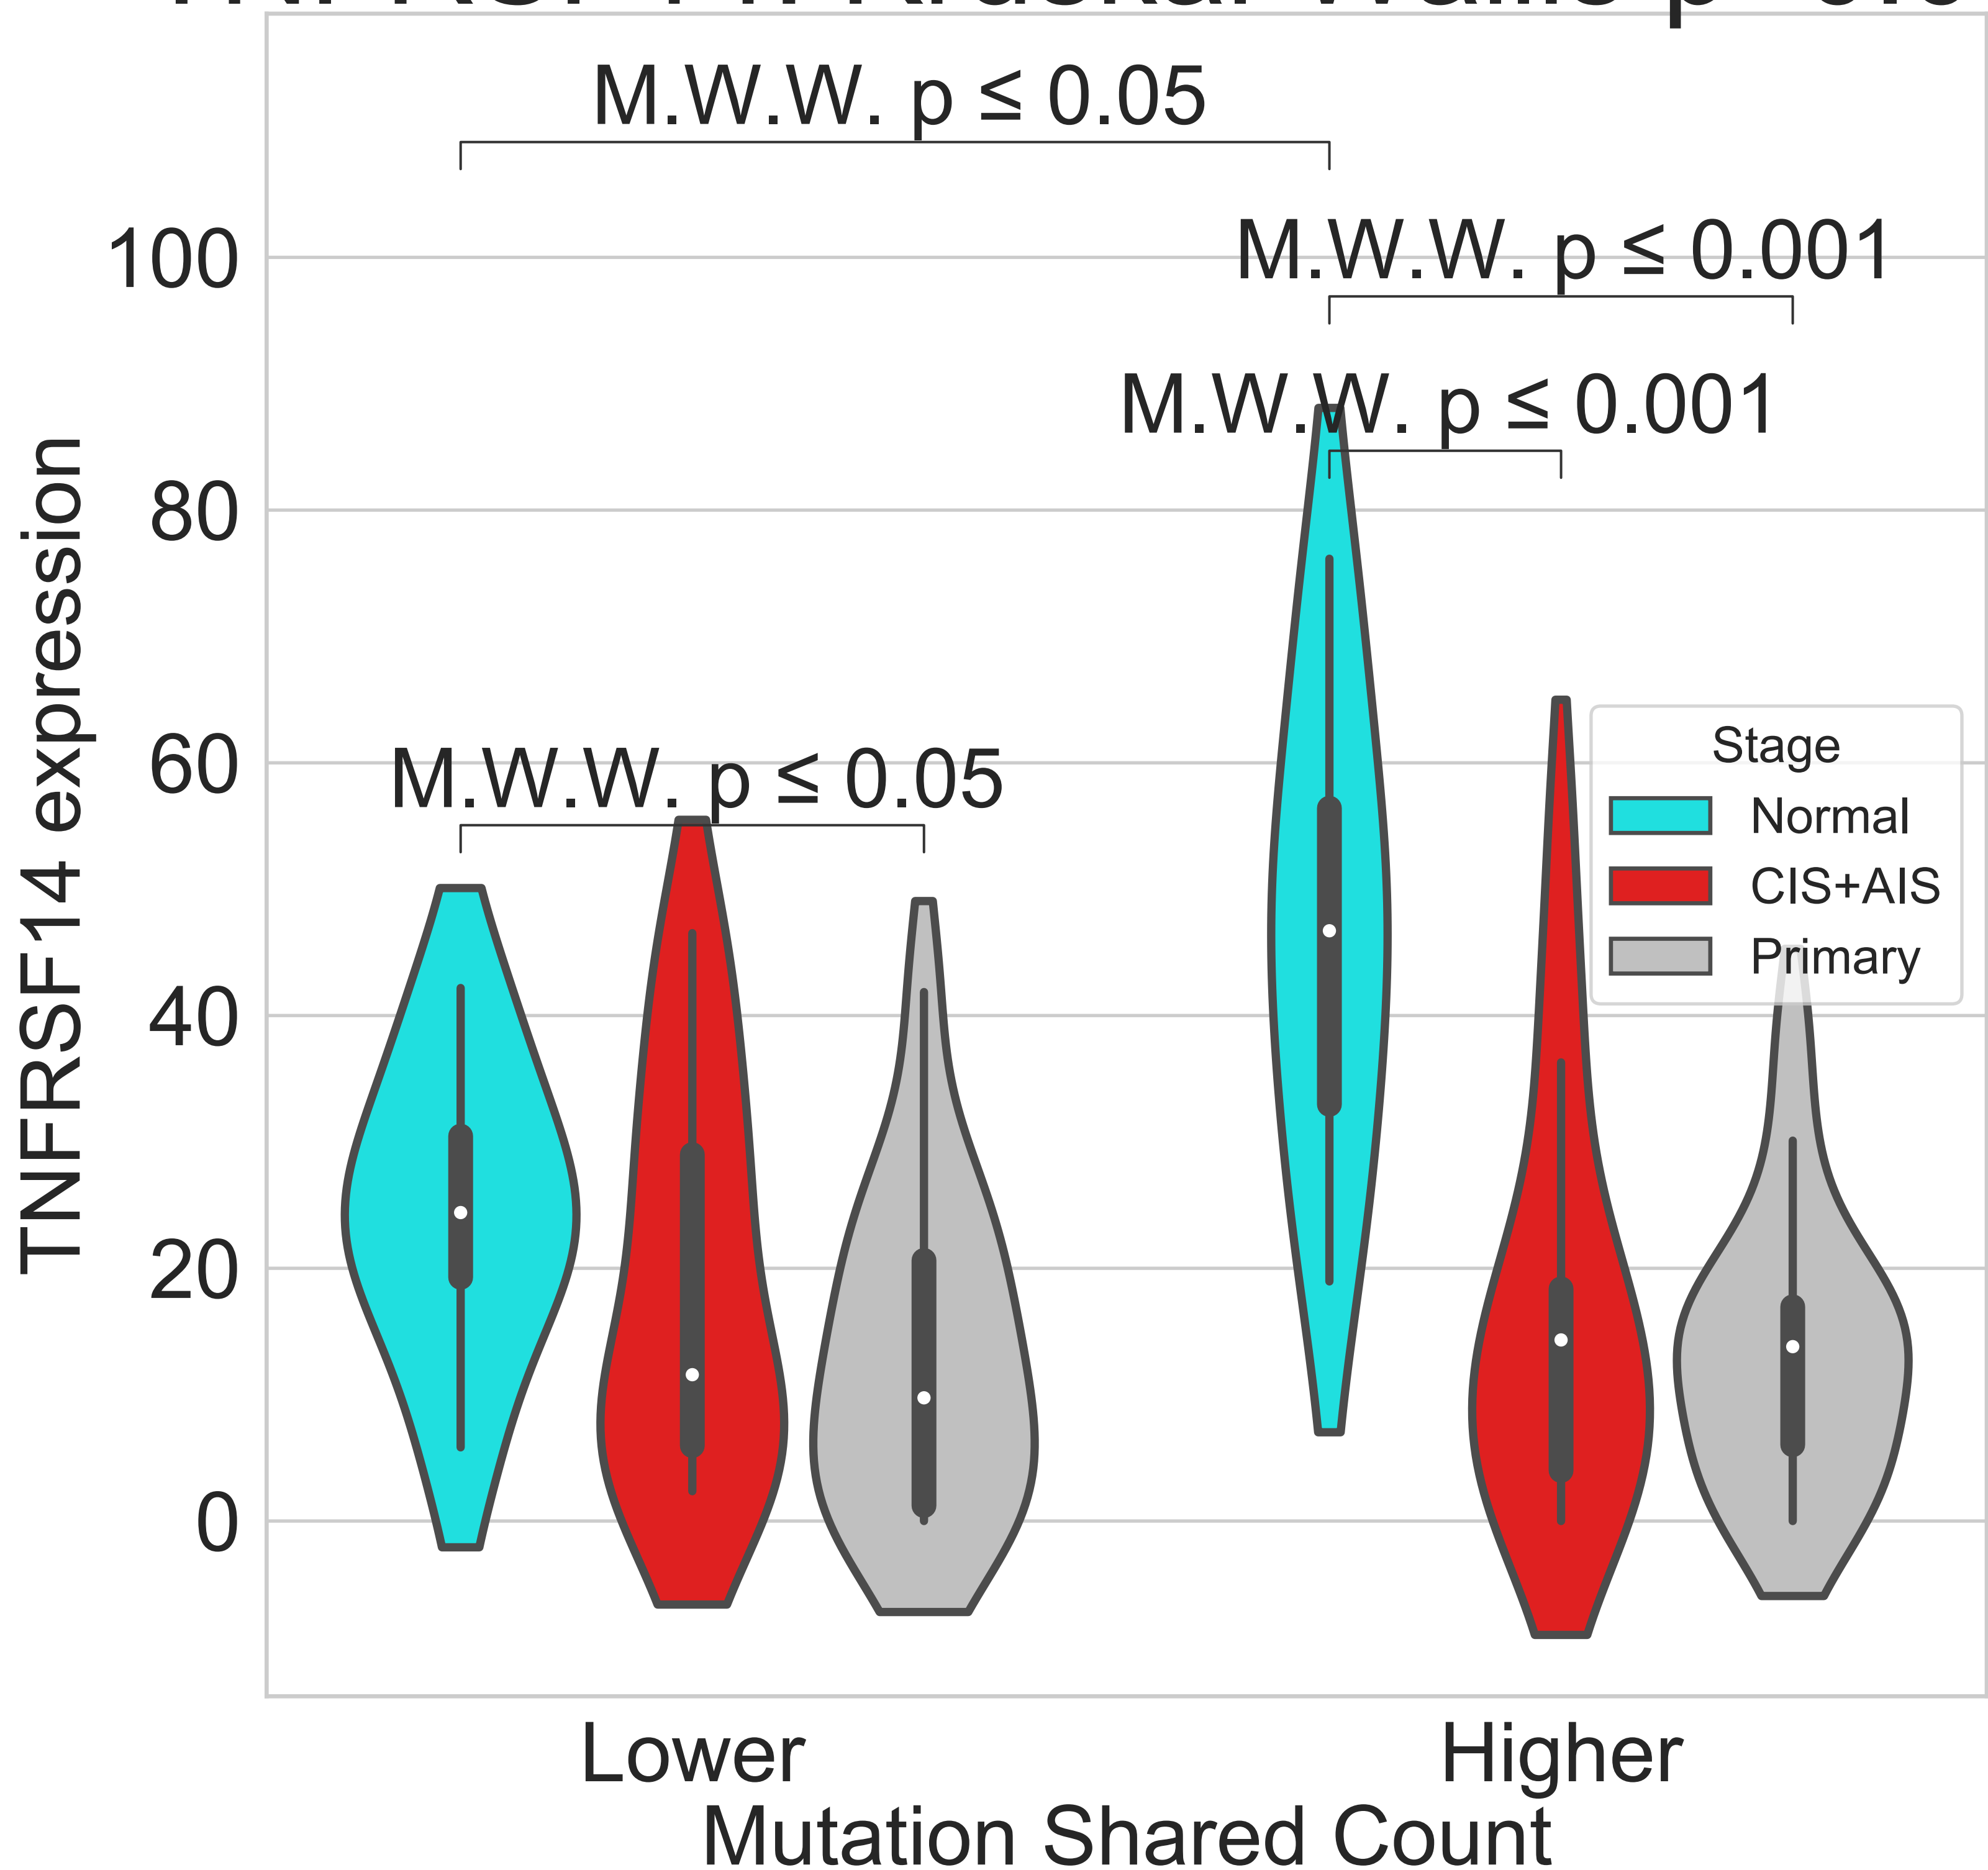 M.W.W. p ≤ 0.05
M.W.W. p ≤ 0.001
M.W.W. p ≤ 0.001
M.W.W. p ≤ 0.05
TNFRSF14 expression
100
80
60
40
20
0
Stage
Normal
CIS+AIS
Primary
Lower
Higher
Mutation Shared Count